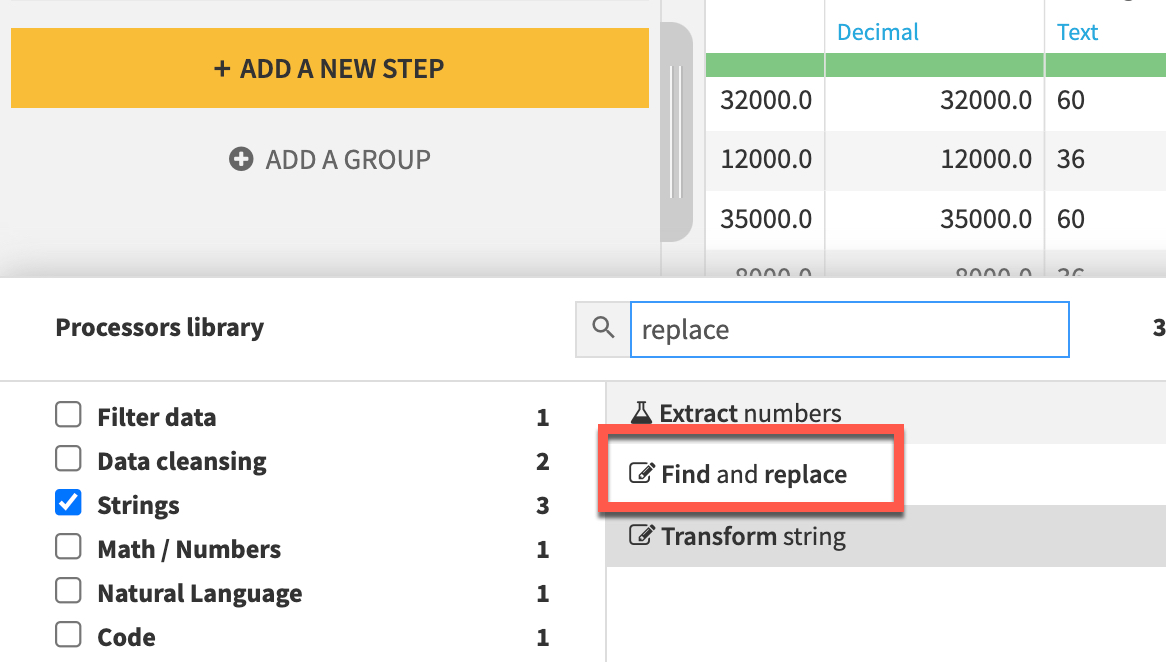 + ADD A NEW STEP
ADD A GROUP
Decimal Text
32000.0 32000.0 60
12000.0 12000.0 36
35000.0 35000.0 60
8000.0 8000.0 36
Processors library
replace
3
Filter data 1
Data cleansing 2
Strings 3
Math / Numbers 1
Natural Language 1
Code 1
Extract numbers
Find and replace
Transform string